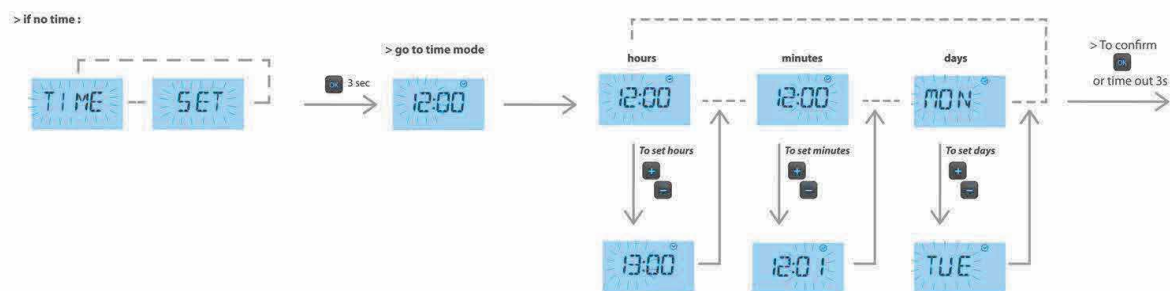 > if no time :
TIME
SET
OK
3 sec
> go to time mode
12:00
hours
12:00
To set hours
+
-
13:00
minutes
12:00
To set minutes
+
-
12:01
days
MON
To set days
+
-
TUE
> To confirm
OK
or time out 3s